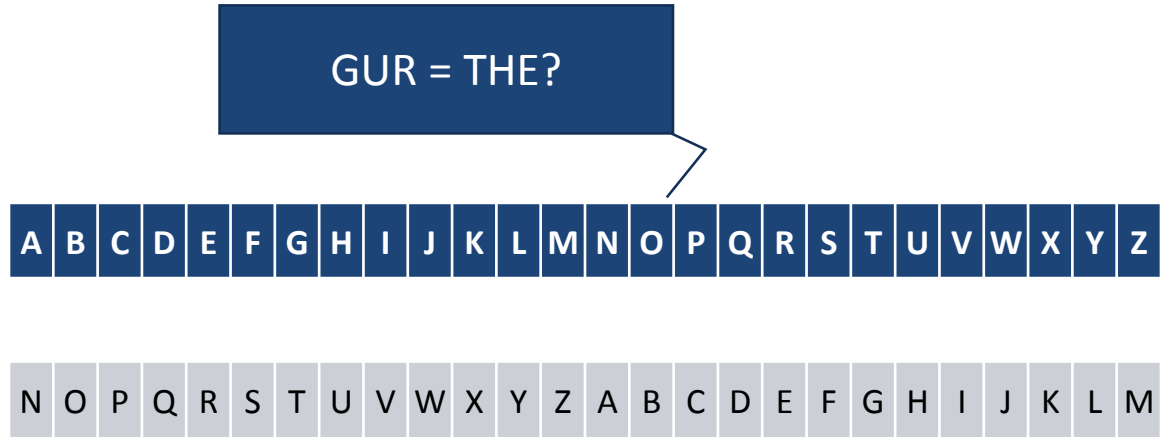 GUR = THE?
A B C D E F G H I J K L M N O P Q R S T U V W X Y Z
N O P Q R S T U V W X Y Z A B C D E F G H I J K L M